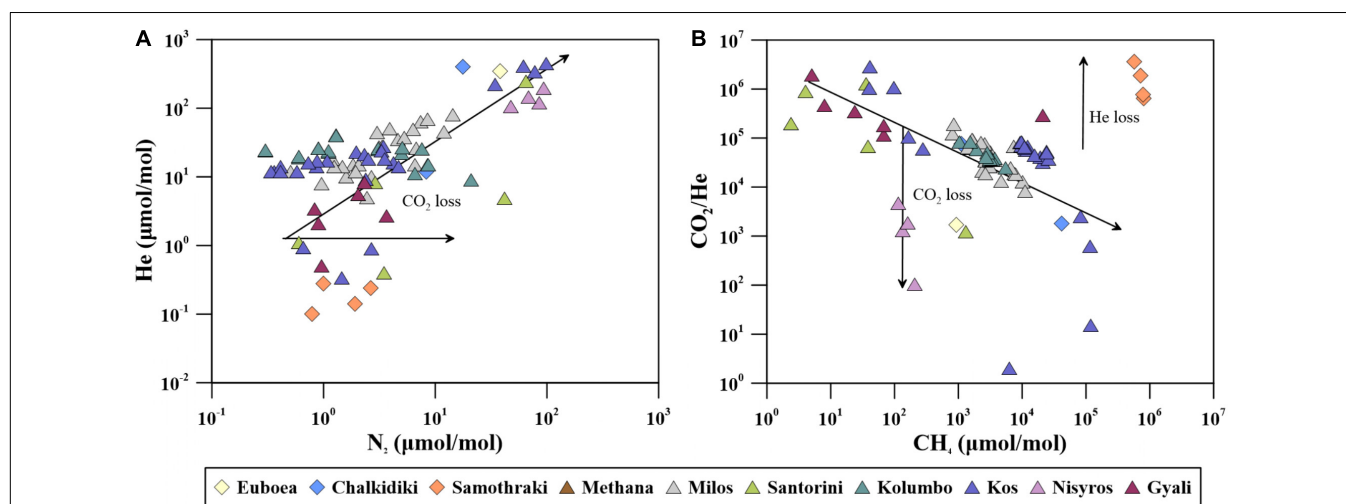 A
B
10³
10²
10¹
10⁰
10⁻¹
10⁻²
He (μmol/mol)
CO₂ loss
10⁻¹ 10⁰ 10¹ 10² 10³
N₂ (μmol/mol)
10⁷
10⁶
10⁵
10⁴
10³
10²
10¹
10⁰
CO₂/He
He loss
CO₂ loss
10⁰ 10¹ 10² 10³ 10⁴ 10⁵ 10⁶ 10⁷
CH₄ (μmol/mol)
Euboea Chalkidiki Samothraki Methana Milos Santorini Kolumbo Kos Nisyros Gyali